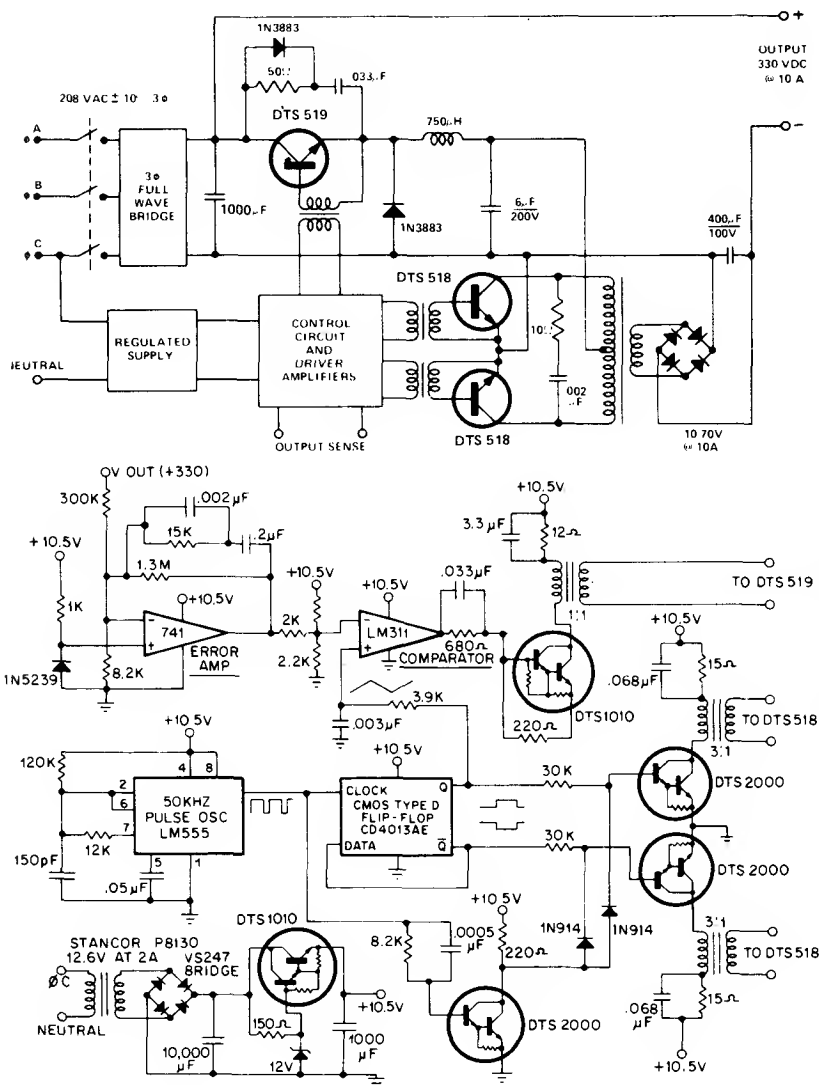 1N3883
50Ω
.033µF
DTS 519
208 VAC ± 10 3ø
A
B
C
3ø
FULL
WAVE
BRIDGE
1000µF
750µH
1N3883
6µF
200V
+
OUTPUT
330 VDC
@ 10 A
−
400µF
100V
DTS 518
DTS 518
10Ω
.002
µF
10 70V
@ 10A
REGULATED
SUPPLY
NEUTRAL
CONTROL
CIRCUIT
AND
DRIVER
AMPLIFIERS
OUTPUT SENSE
V OUT (+330)
300K
.002µF
15K
.2µF
1.3M
+10.5V
1K
1N5239
8.2K
−
+
741
+10.5V
ERROR
AMP
2K
+10.5V
2.2K
−
+
LM311
+10.5V
COMPARATOR
.033µF
680Ω
3.9K
.003µF
220Ω
DTS1010
+10.5V
3.3µF
12Ω
1:1
TO DTS 519
+10.5V
.068µF
15Ω
3:1
TO DTS518
DTS 2000
DTS 2000
3:1
TO DTS518
.068
µF
15Ω
+10.5V
+10.5V
120K
4
8
2
6
7
5
1
50KHZ
PULSE OSC
LM555
12K
150pF
.05µF
+10.5V
CLOCK
Q
CMOS TYPE D
FLIP-FLOP
CD4013AE
DATA
Q̅
30K
30K
1N914
1N914
+10.5V
220Ω
8.2K
.0005
µF
DTS 2000
STANCOR P8130
12.6V AT 2A
VS247
BRIDGE
øC
NEUTRAL
10,000
µF
DTS1010
150Ω
12V
1000
µF
+10.5V